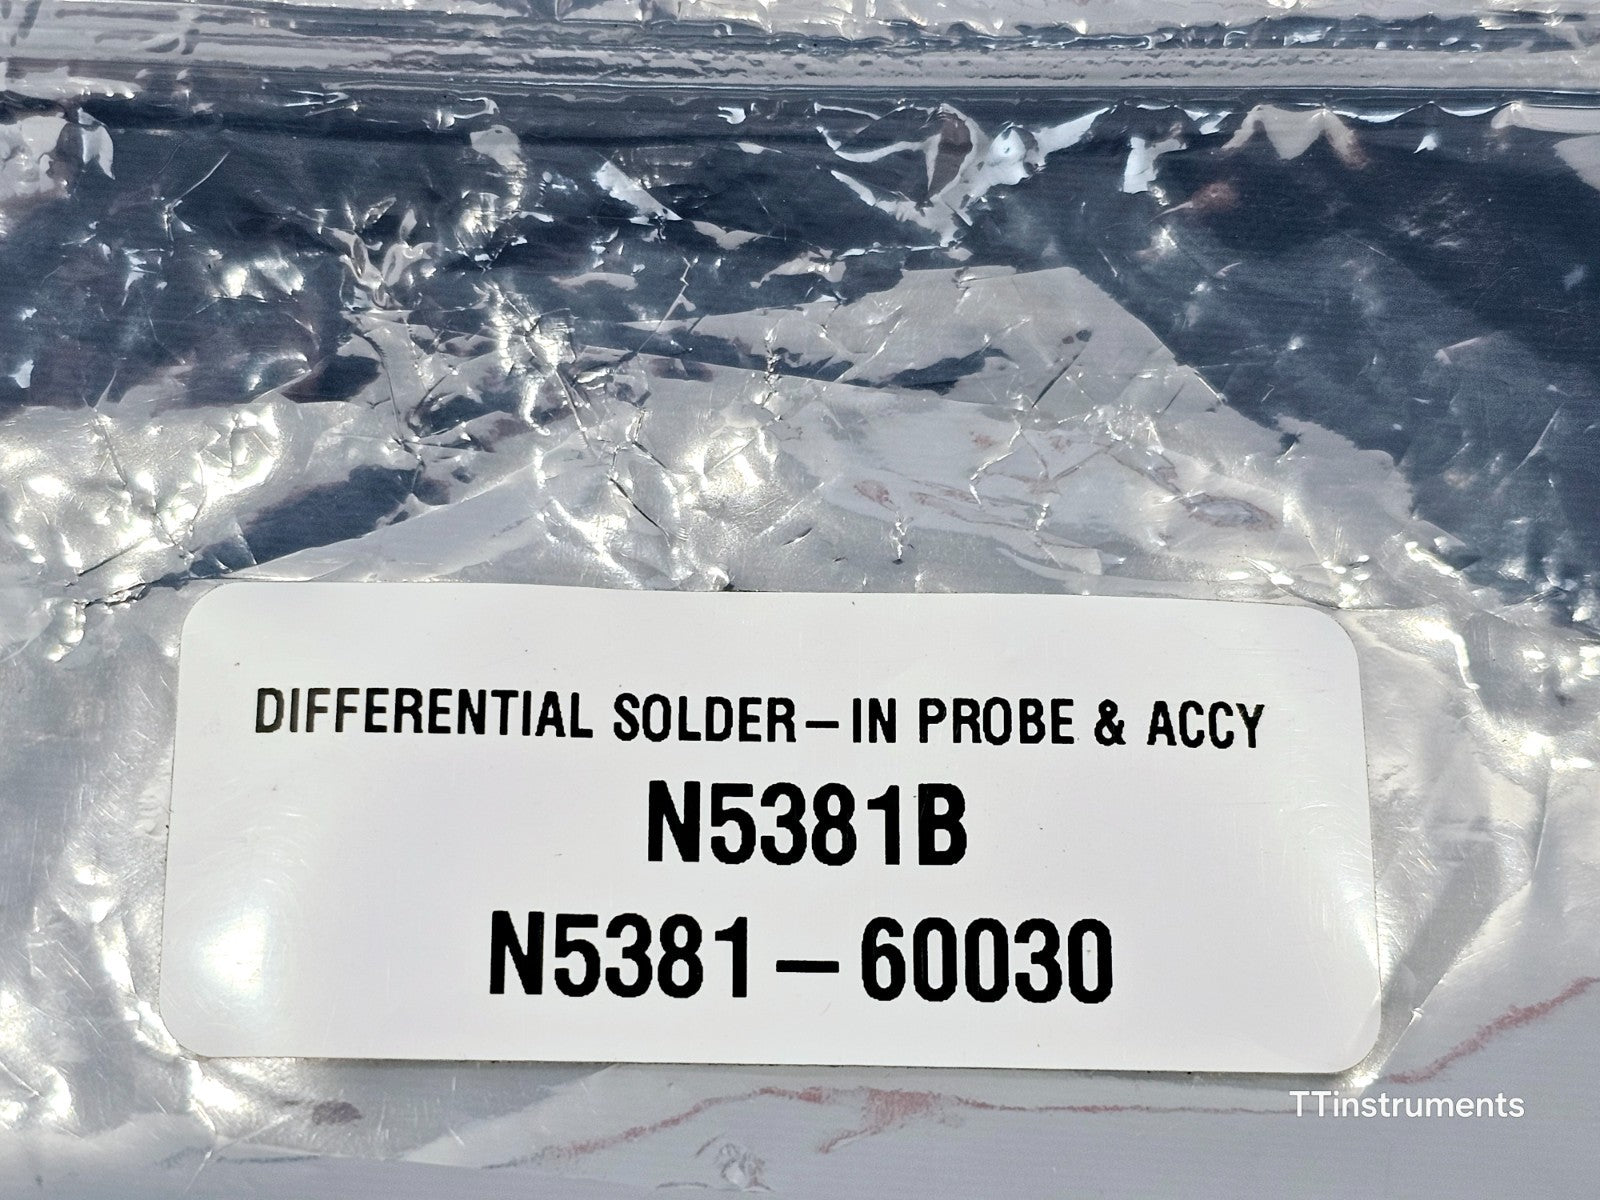 DIFFERENTIAL SOLDER–IN PROBE & ACCY
N5381B
N5381–60030
TTinstruments